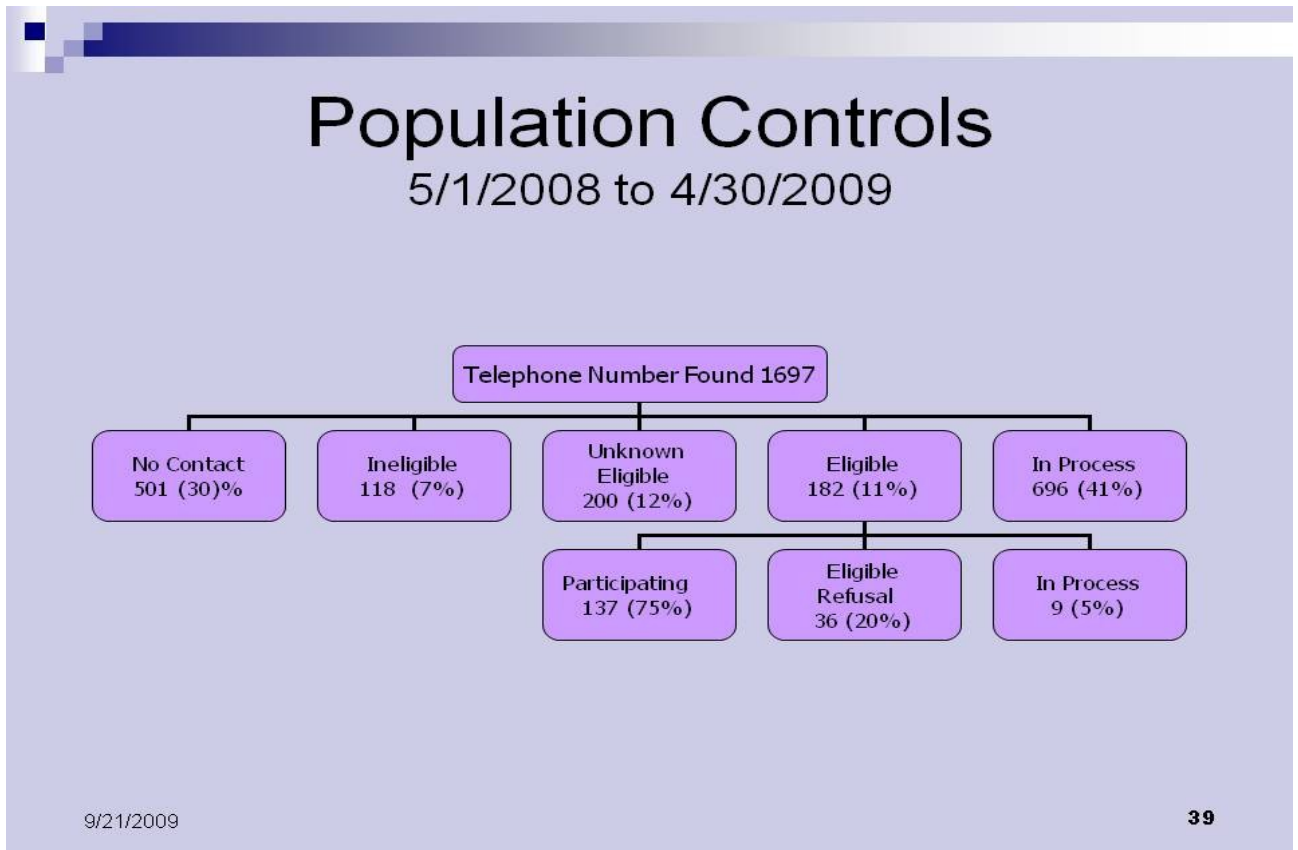 Population Controls
5/1/2008 to 4/30/2009
Telephone Number Found 1697
No Contact
501 (30)%
Ineligible
118 (7%)
Unknown
Eligible
200 (12%)
Eligible
182 (11%)
In Process
696 (41%)
Participating
137 (75%)
Eligible
Refusal
36 (20%)
In Process
9 (5%)
9/21/2009
39